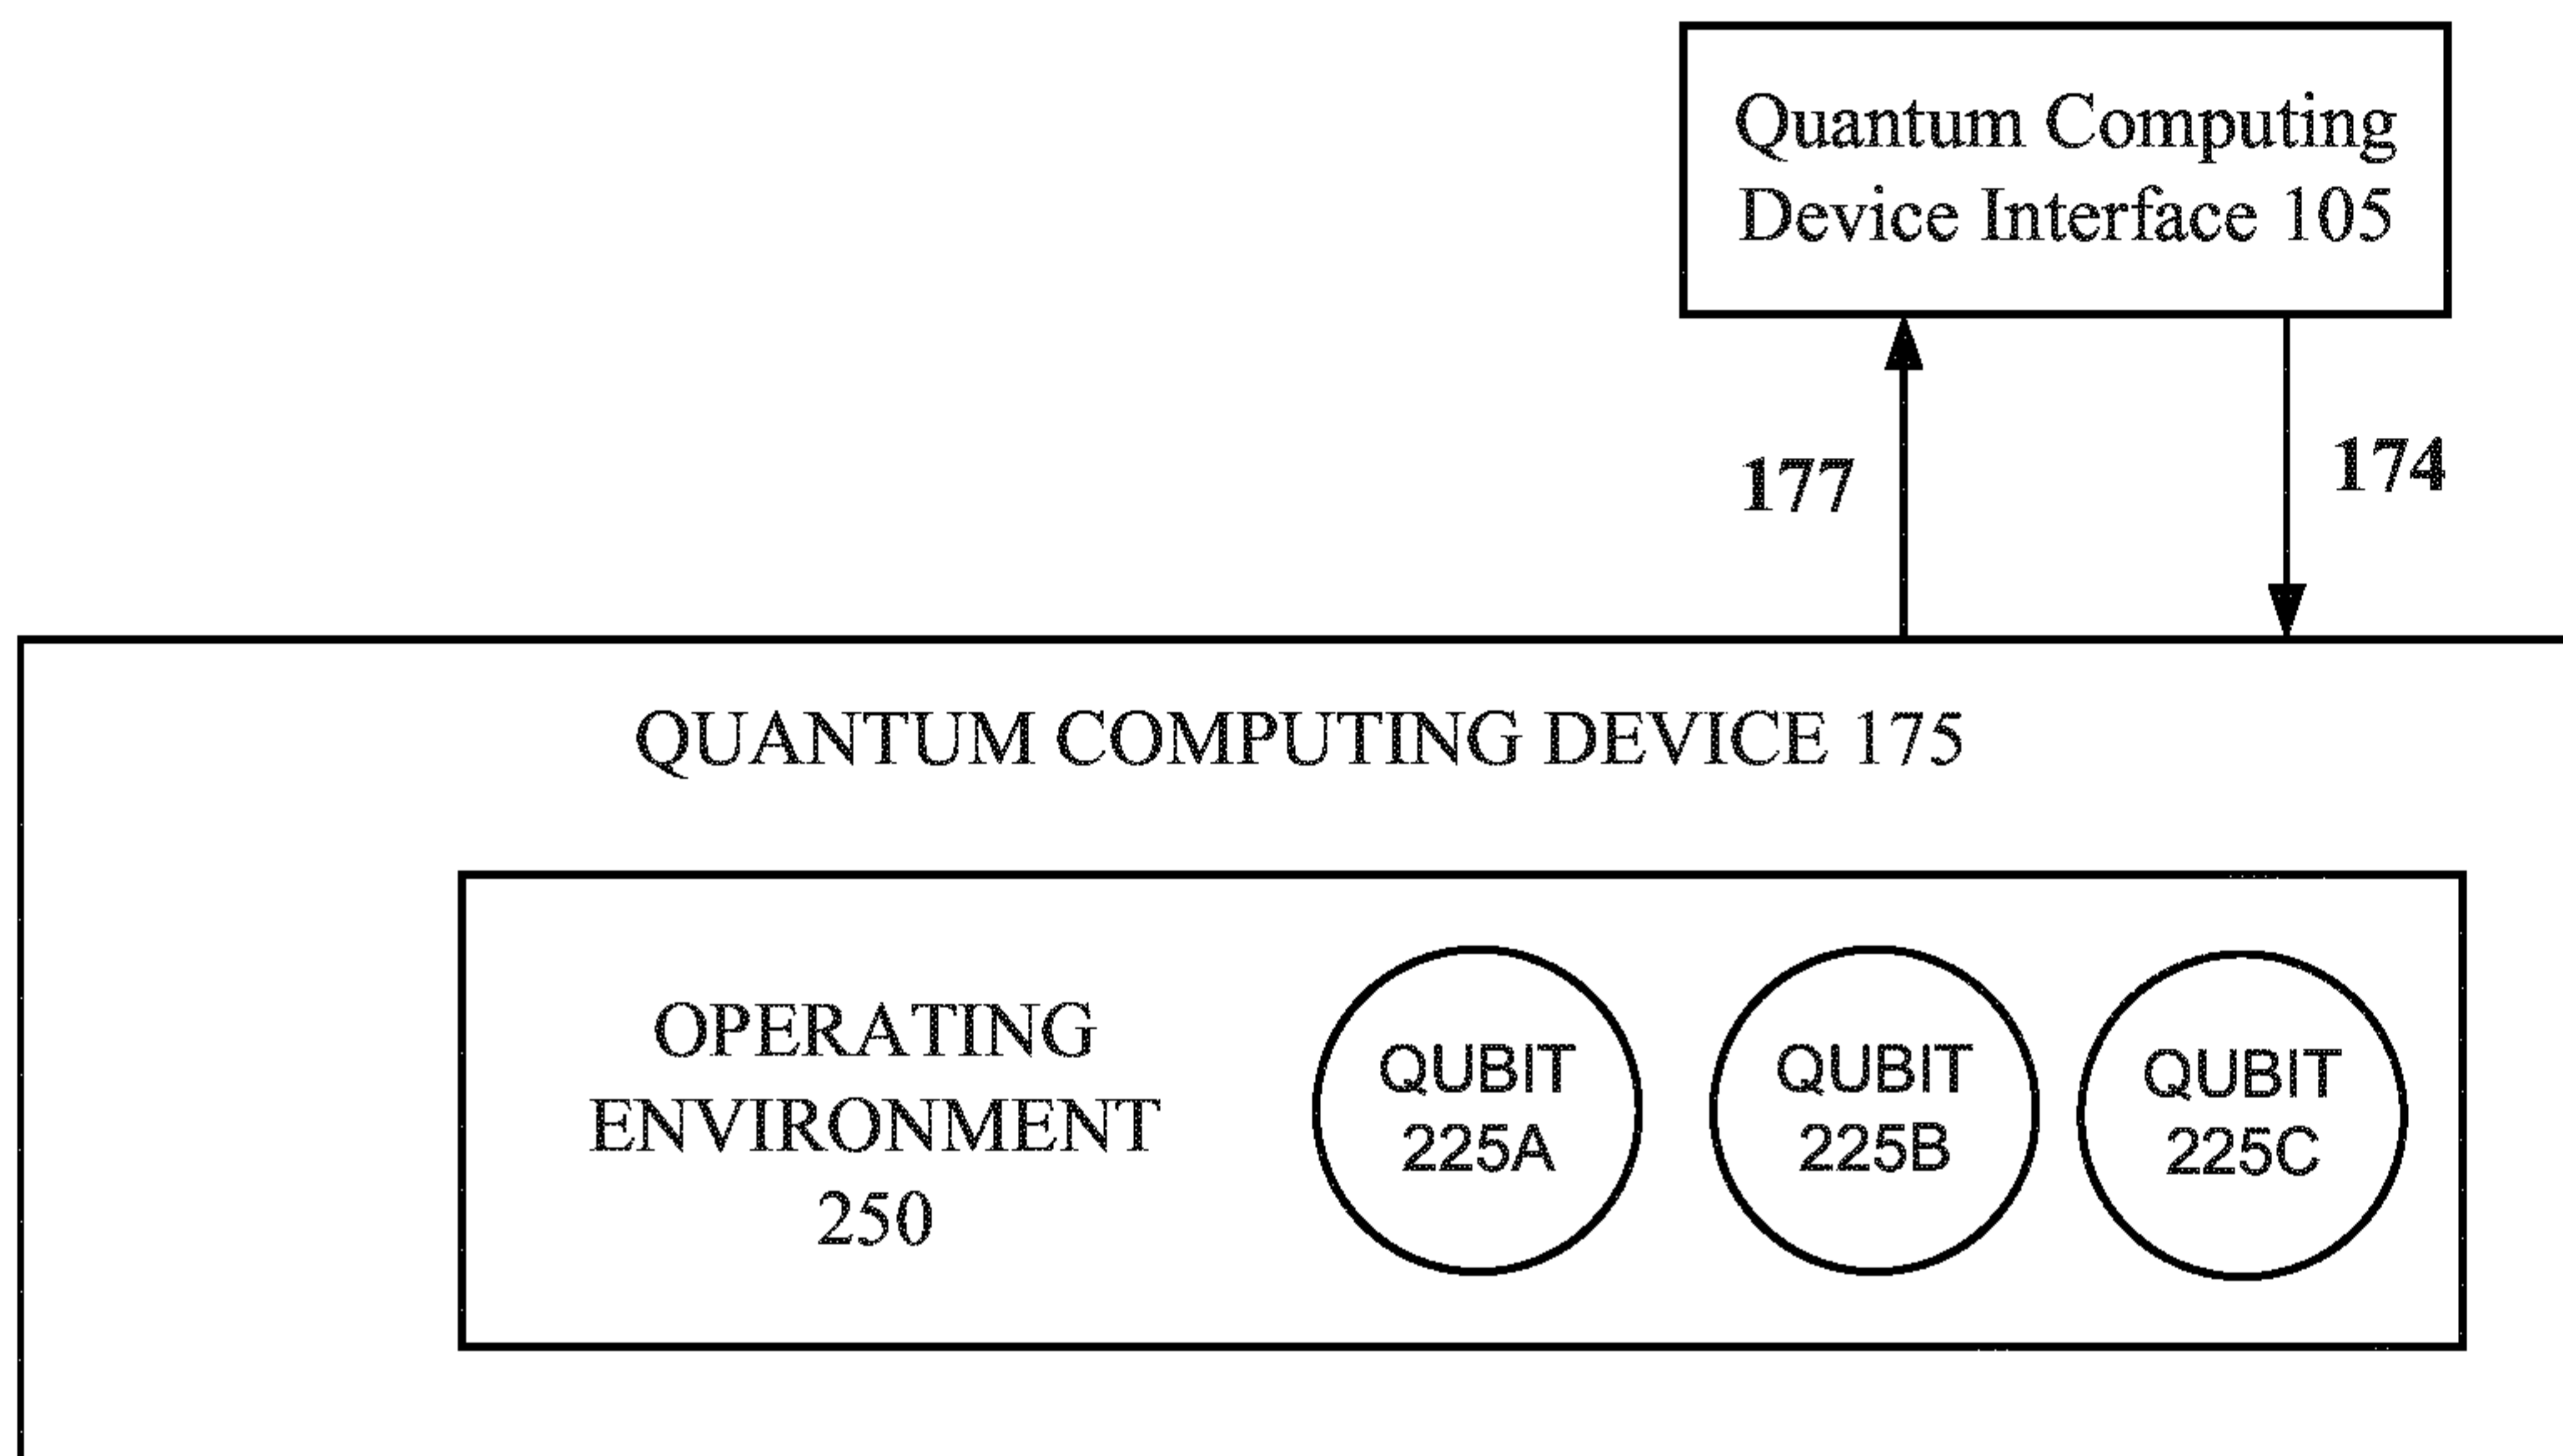 Quantum Computing
Device Interface 105
177
174
QUANTUM COMPUTING DEVICE 175
OPERATING
ENVIRONMENT
250
QUBIT
225A
QUBIT
225B
QUBIT
225C